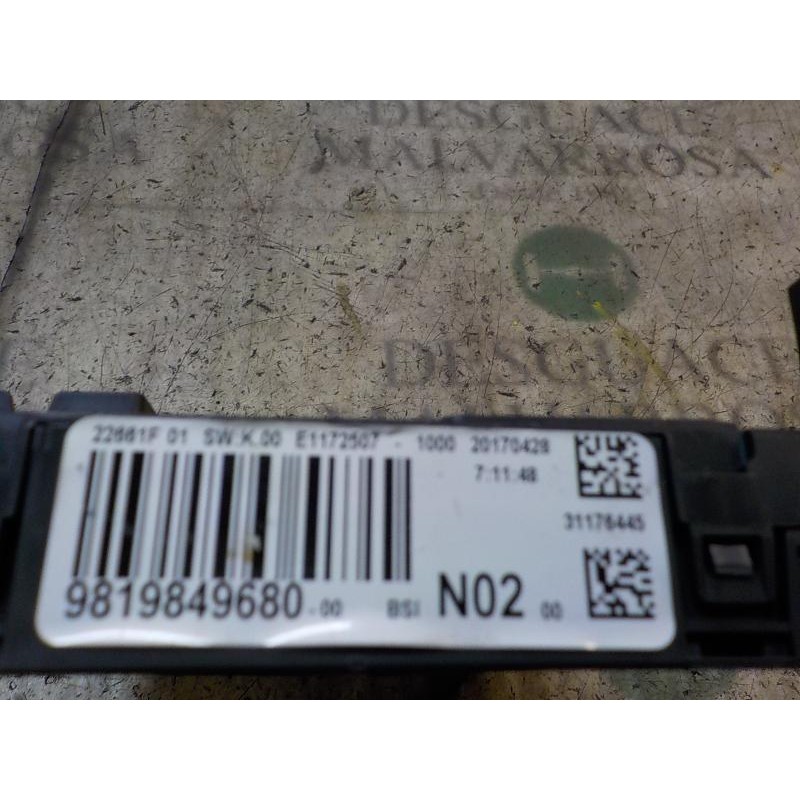 DESGUACE
MALVARROSA
DESGUACE
22661F 01 SW.K.00 E1172507 - 1000 20170428
7:11:48
31176445
9819849680-00 BSI N02 00